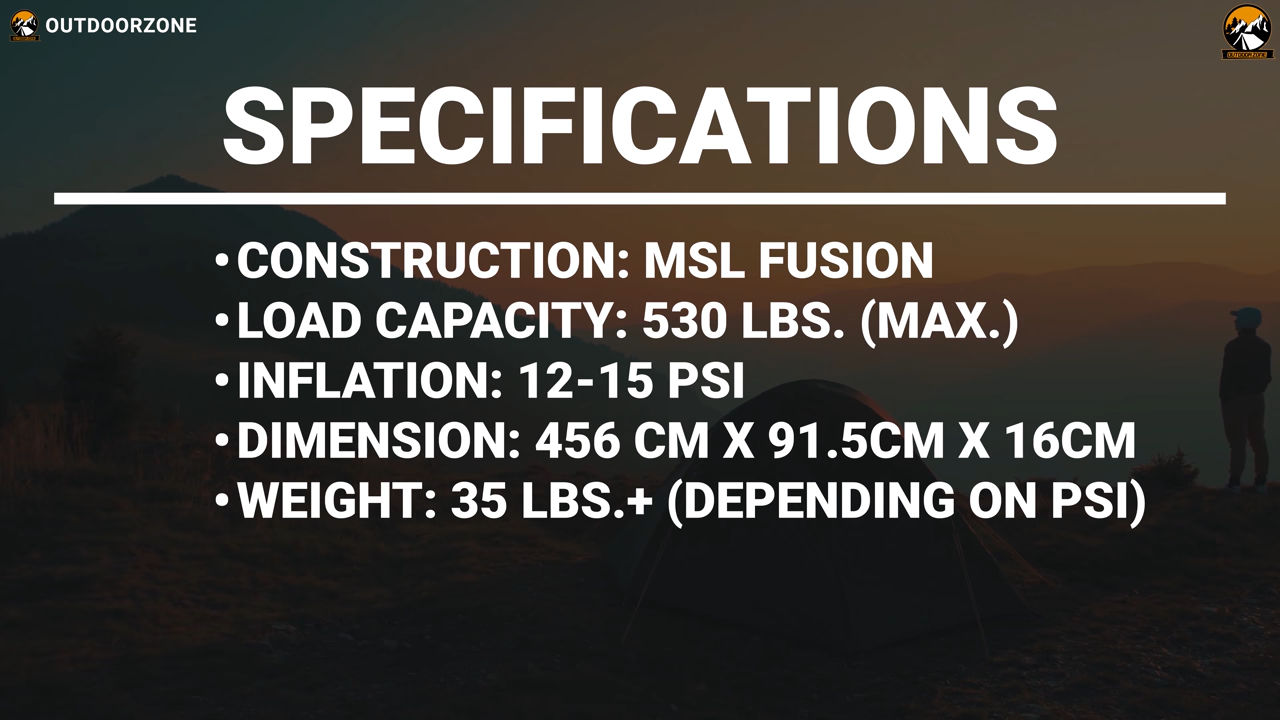 OUTDOORZONE
SPECIFICATIONS
• CONSTRUCTION: MSL FUSION
• LOAD CAPACITY: 530 LBS. (MAX.)
• INFLATION: 12-15 PSI
• DIMENSION: 456 CM X 91.5CM X 16CM
• WEIGHT: 35 LBS.+ (DEPENDING ON PSI)
OUTDOORZONE